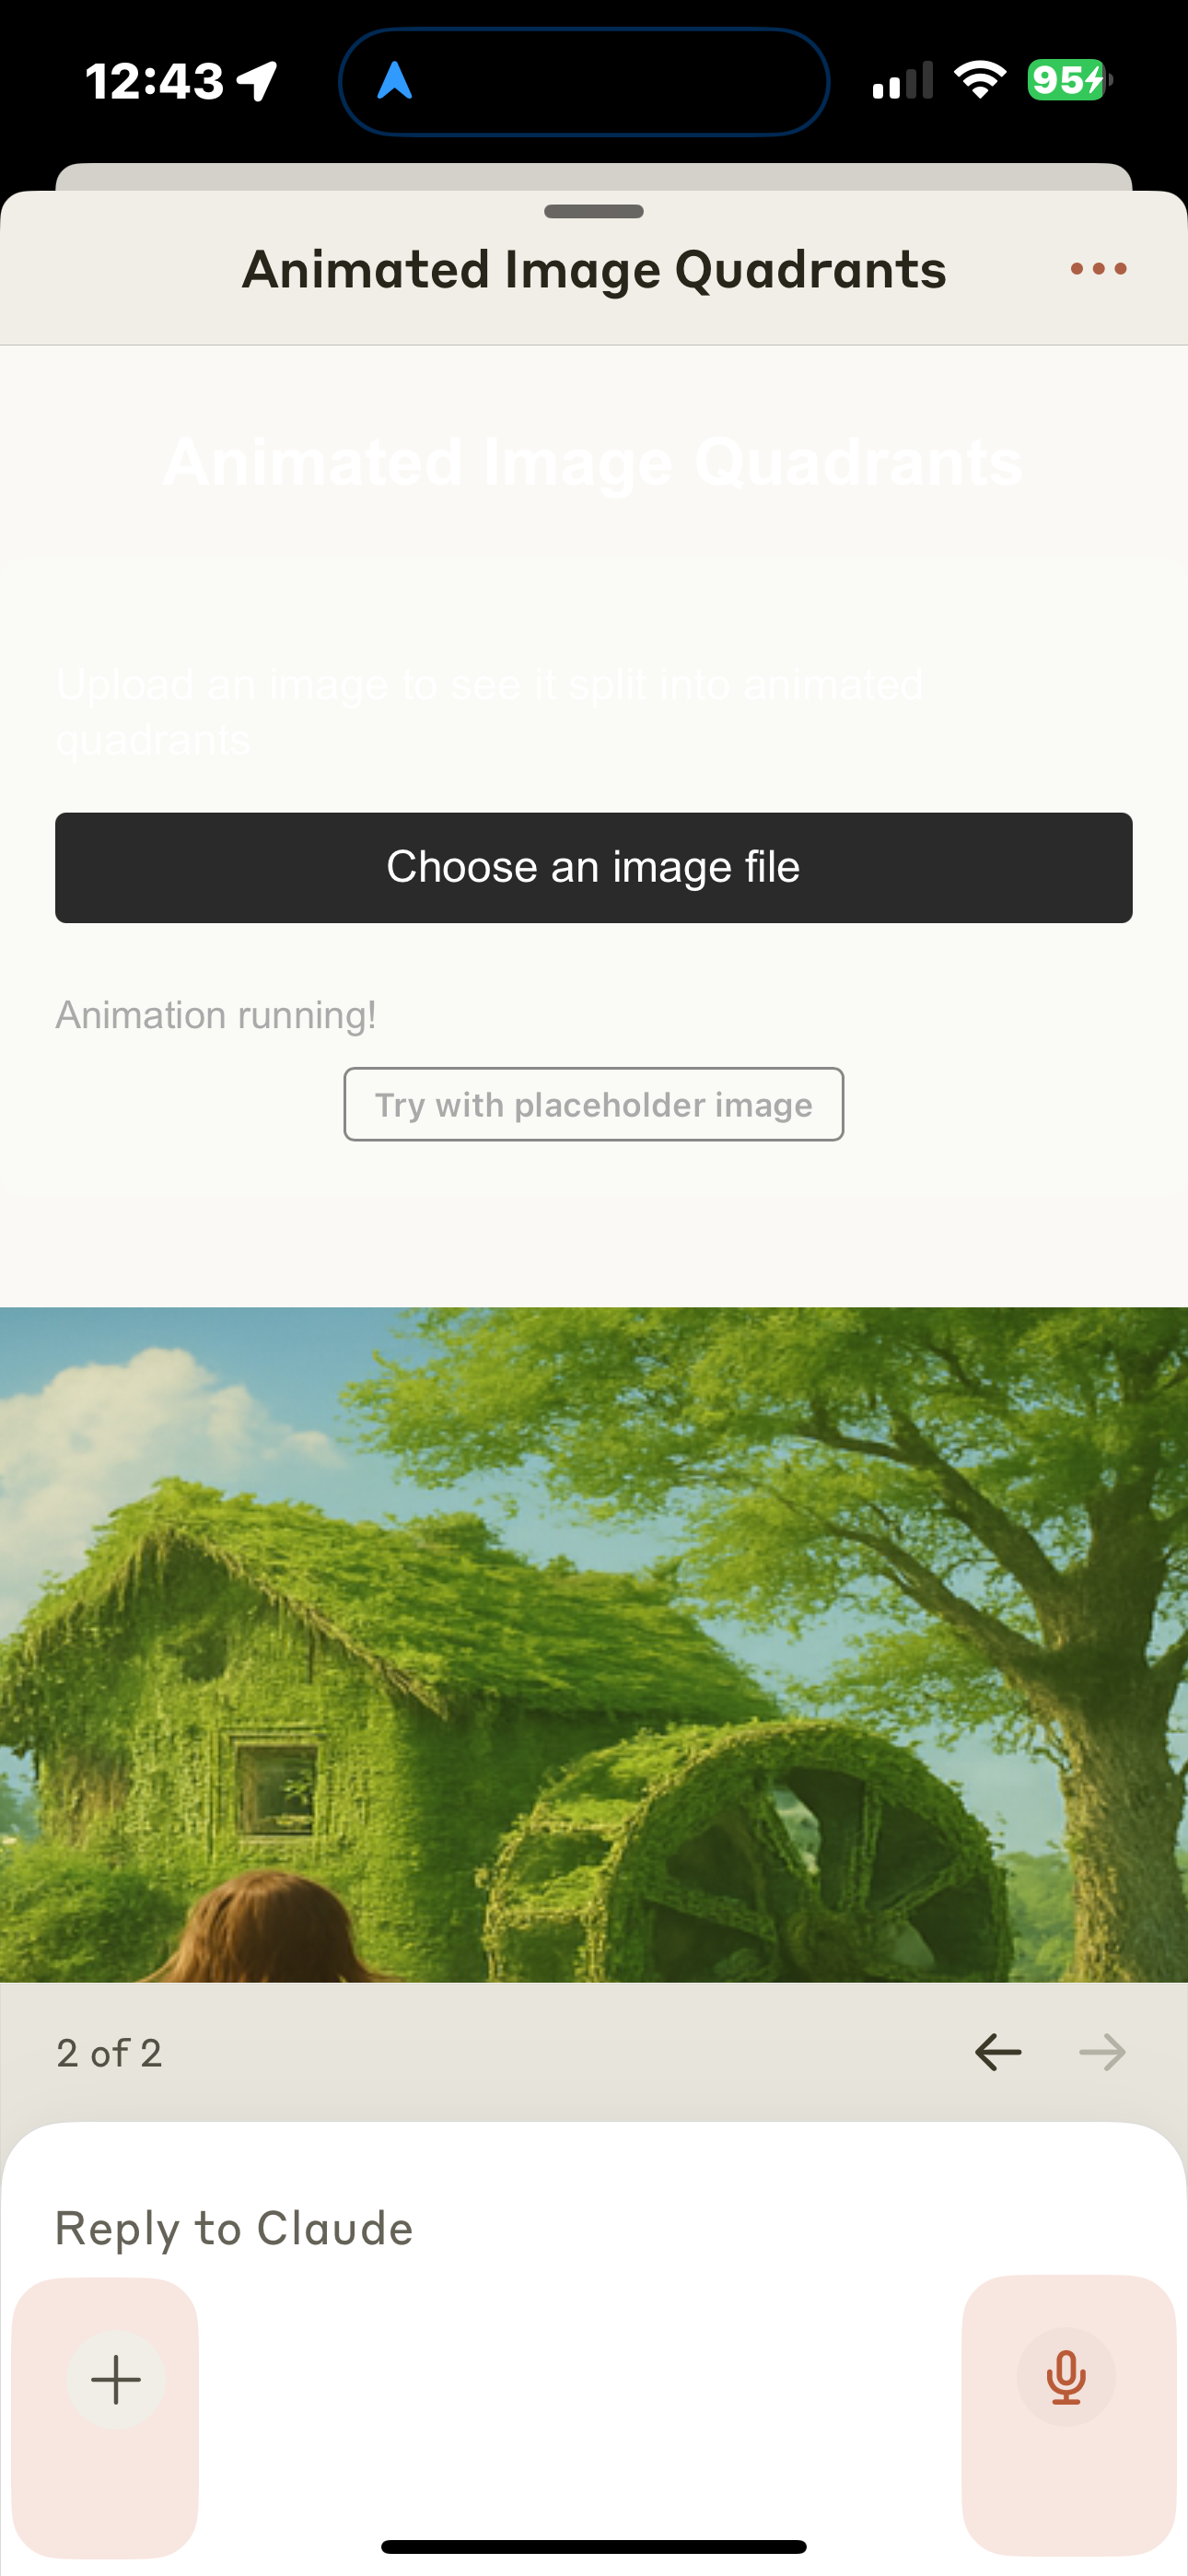 12:43
95
Animated Image Quadrants
Animated Image Quadrants
Upload an image to see it split into animated
quadrants
Choose an image file
Animation running!
Try with placeholder image
2 of 2
Reply to Claude